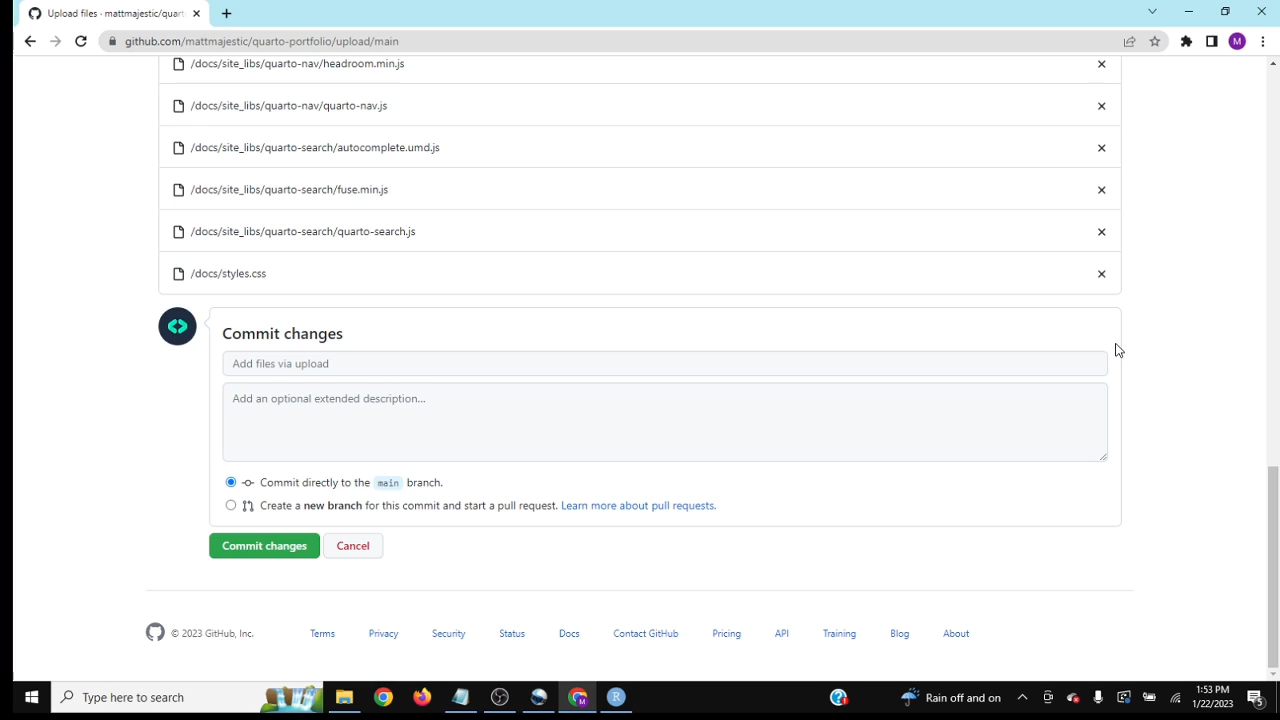 Upload files · mattmajestic/quart
github.com/mattmajestic/quarto-portfolio/upload/main
M
/docs/site_libs/quarto-nav/headroom.min.js
/docs/site_libs/quarto-nav/quarto-nav.js
/docs/site_libs/quarto-search/autocomplete.umd.js
/docs/site_libs/quarto-search/fuse.min.js
/docs/site_libs/quarto-search/quarto-search.js
/docs/styles.css
Commit changes
Add files via upload
Add an optional extended description...
Commit directly to the main branch.
Create a new branch for this commit and start a pull request. Learn more about pull requests.
Commit changes Cancel
© 2023 GitHub, Inc. Terms Privacy Security Status Docs Contact GitHub Pricing API Training Blog About
Type here to search
Rain off and on
1:53 PM
1/22/2023
5